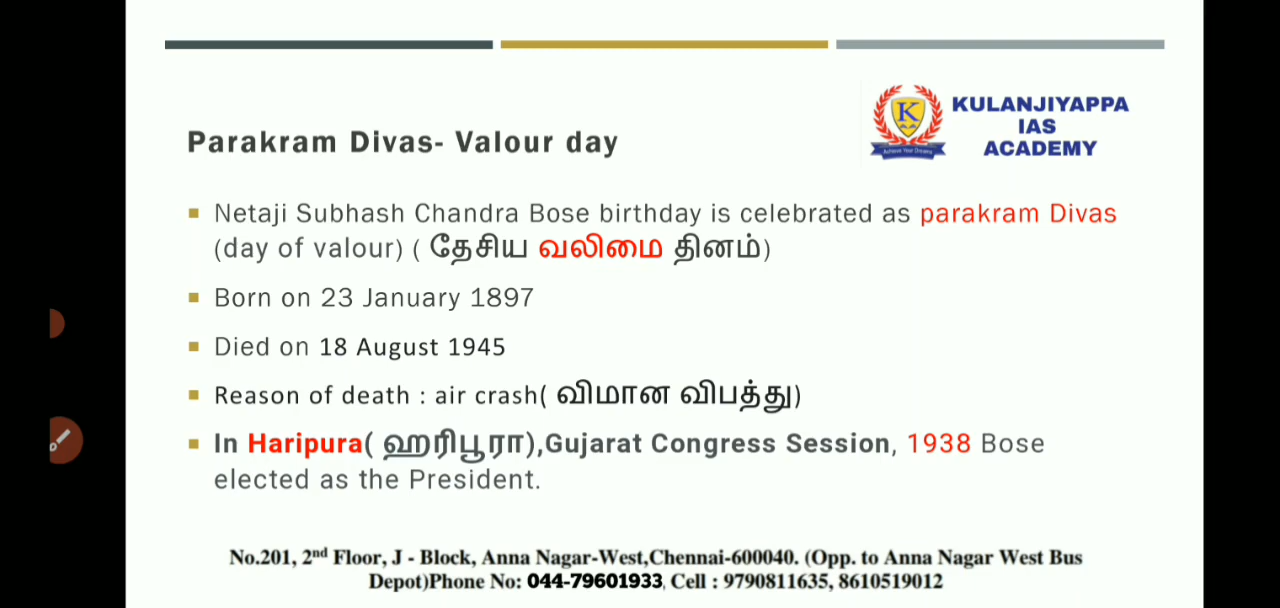 KULANJIYAPPA
IAS
ACADEMY
Achieve Your Dreams
Parakram Divas- Valour day
Netaji Subhash Chandra Bose birthday is celebrated as parakram Divas
(day of valour) ( தேசிய வலிமை தினம்)
Born on 23 January 1897
Died on 18 August 1945
Reason of death : air crash( விமான விபத்து)
In Haripura( ஹரிபூரா),Gujarat Congress Session, 1938 Bose
elected as the President.
No.201, 2nd Floor, J - Block, Anna Nagar-West,Chennai-600040. (Opp. to Anna Nagar West Bus
Depot)Phone No: 044-79601933, Cell : 9790811635, 8610519012